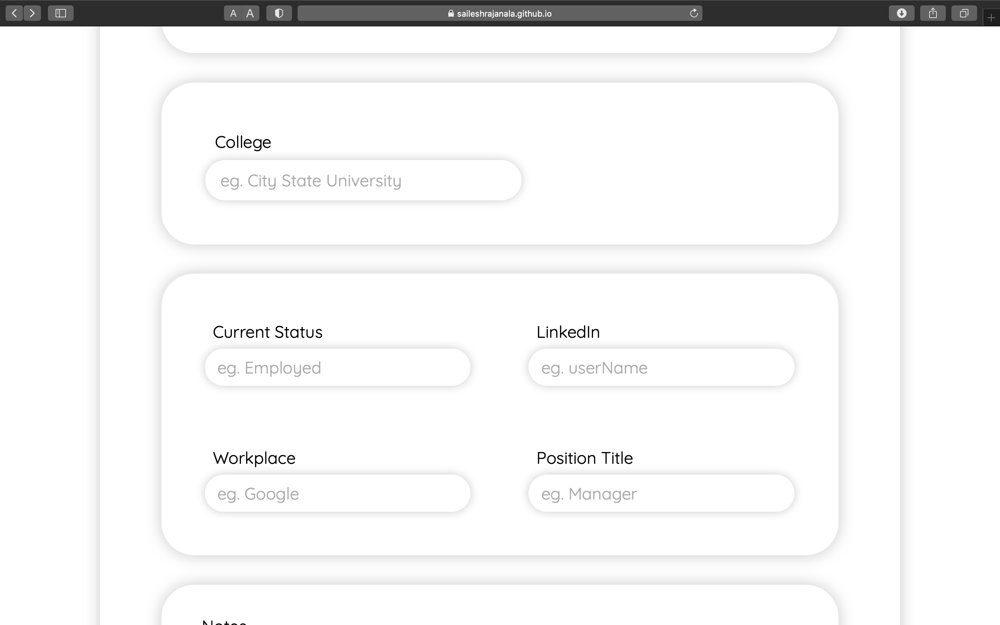 A A saileshrajanala.github.io
College
eg. City State University
Current Status LinkedIn
eg. Employed eg. userName
Workplace Position Title
eg. Google eg. Manager
Notes